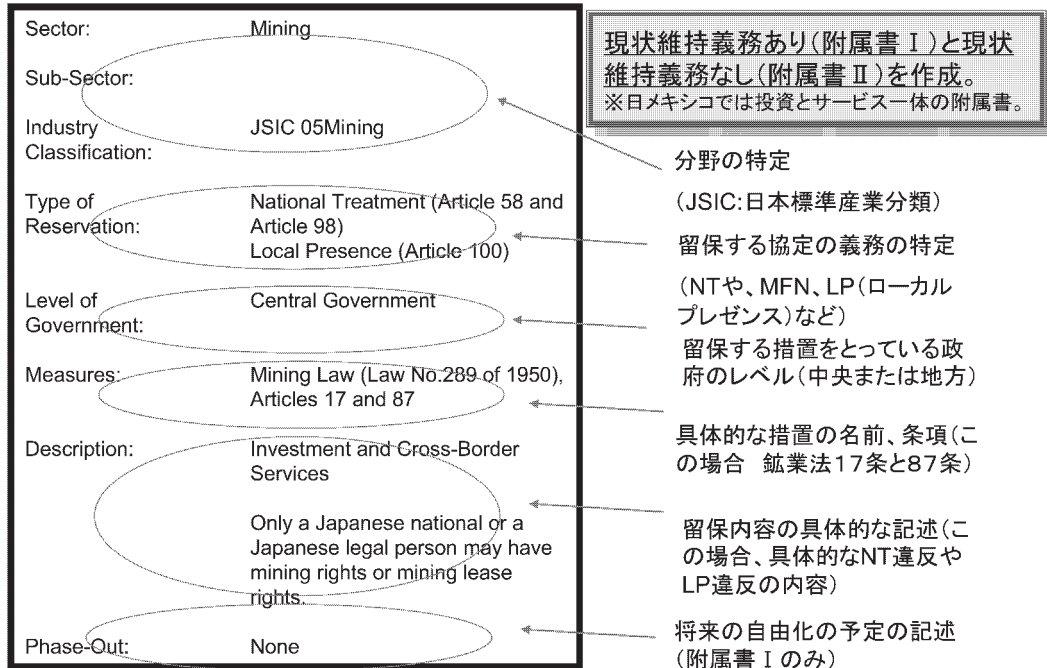 Sector: Mining
Sub-Sector:
Industry Classification: JSIC 05Mining
Type of Reservation: National Treatment (Article 58 and
Article 98)
Local Presence (Article 100)
Level of Government: Central Government
Measures: Mining Law (Law No.289 of 1950),
Articles 17 and 87
Description: Investment and Cross-Border
Services
Only a Japanese national or a
Japanese legal person may have
mining rights or mining lease
rights.
Phase-Out: None
現状維持義務あり(附属書Ⅰ)と現状
維持義務なし(附属書Ⅱ)を作成。
※日メキシコでは投資とサービス一体の附属書。
分野の特定
(JSIC:日本標準産業分類)
留保する協定の義務の特定
(NTや、MFN、LP(ローカル
プレゼンス)など)
留保する措置をとっている政
府のレベル(中央または地方)
具体的な措置の名前、条項(こ
の場合 鉱業法17条と87条)
留保内容の具体的な記述(こ
の場合、具体的なNT違反や
LP違反の内容)
将来の自由化の予定の記述
(附属書Ⅰのみ)